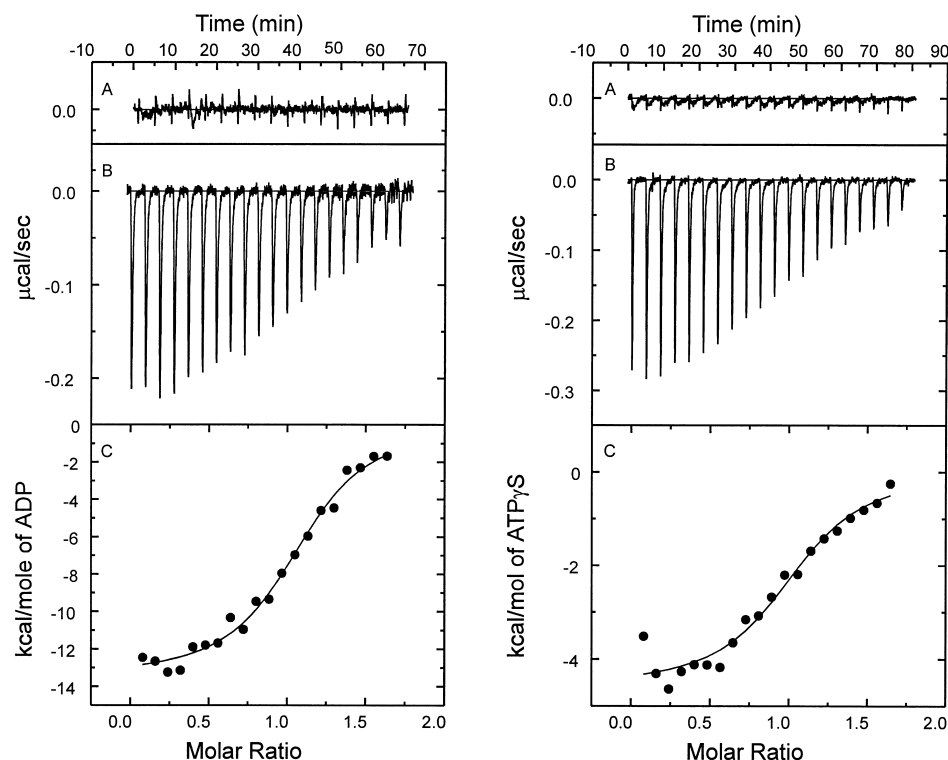 Time (min)
-10 0 10 20 30 40 50 60 70
A
0.0
B
0.0
-0.1
-0.2
µcal/sec
0
C
-2
-4
-6
-8
-10
-12
-14
kcal/mole of ADP
0.0 0.5 1.0 1.5 2.0
Molar Ratio
Time (min)
-10 0 10 20 30 40 50 60 70 80 90
A
0.0
B
0.0
-0.1
-0.2
-0.3
µcal/sec
C
0
-2
-4
kcal/mol of ATPγS
0.0 0.5 1.0 1.5 2.0
Molar Ratio